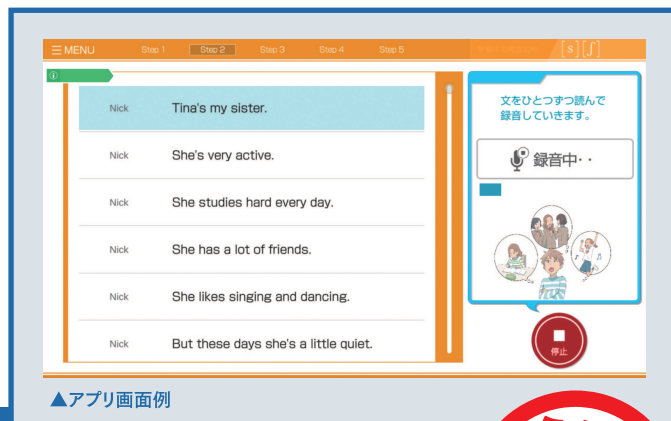 MENU Step 1 Step 2 Step 3 Step 4 Step 5 [s][ʃ]
Nick Tina's my sister.
Nick She's very active.
Nick She studies hard every day.
Nick She has a lot of friends.
Nick She likes singing and dancing.
Nick But these days she's a little quiet.
文をひとつずつ読んで
録音していきます。
録音中・・
停止
▲アプリ画面例